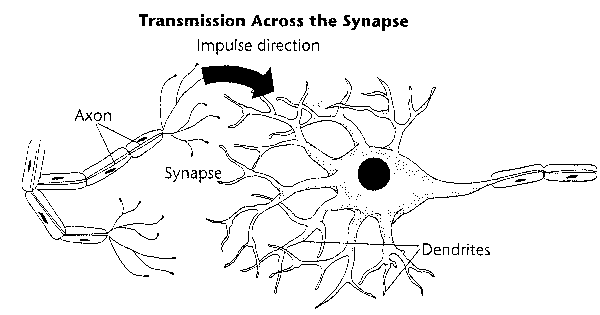 Transmission Across the Synapse
Impulse direction
Axon
Synapse
Dendrites